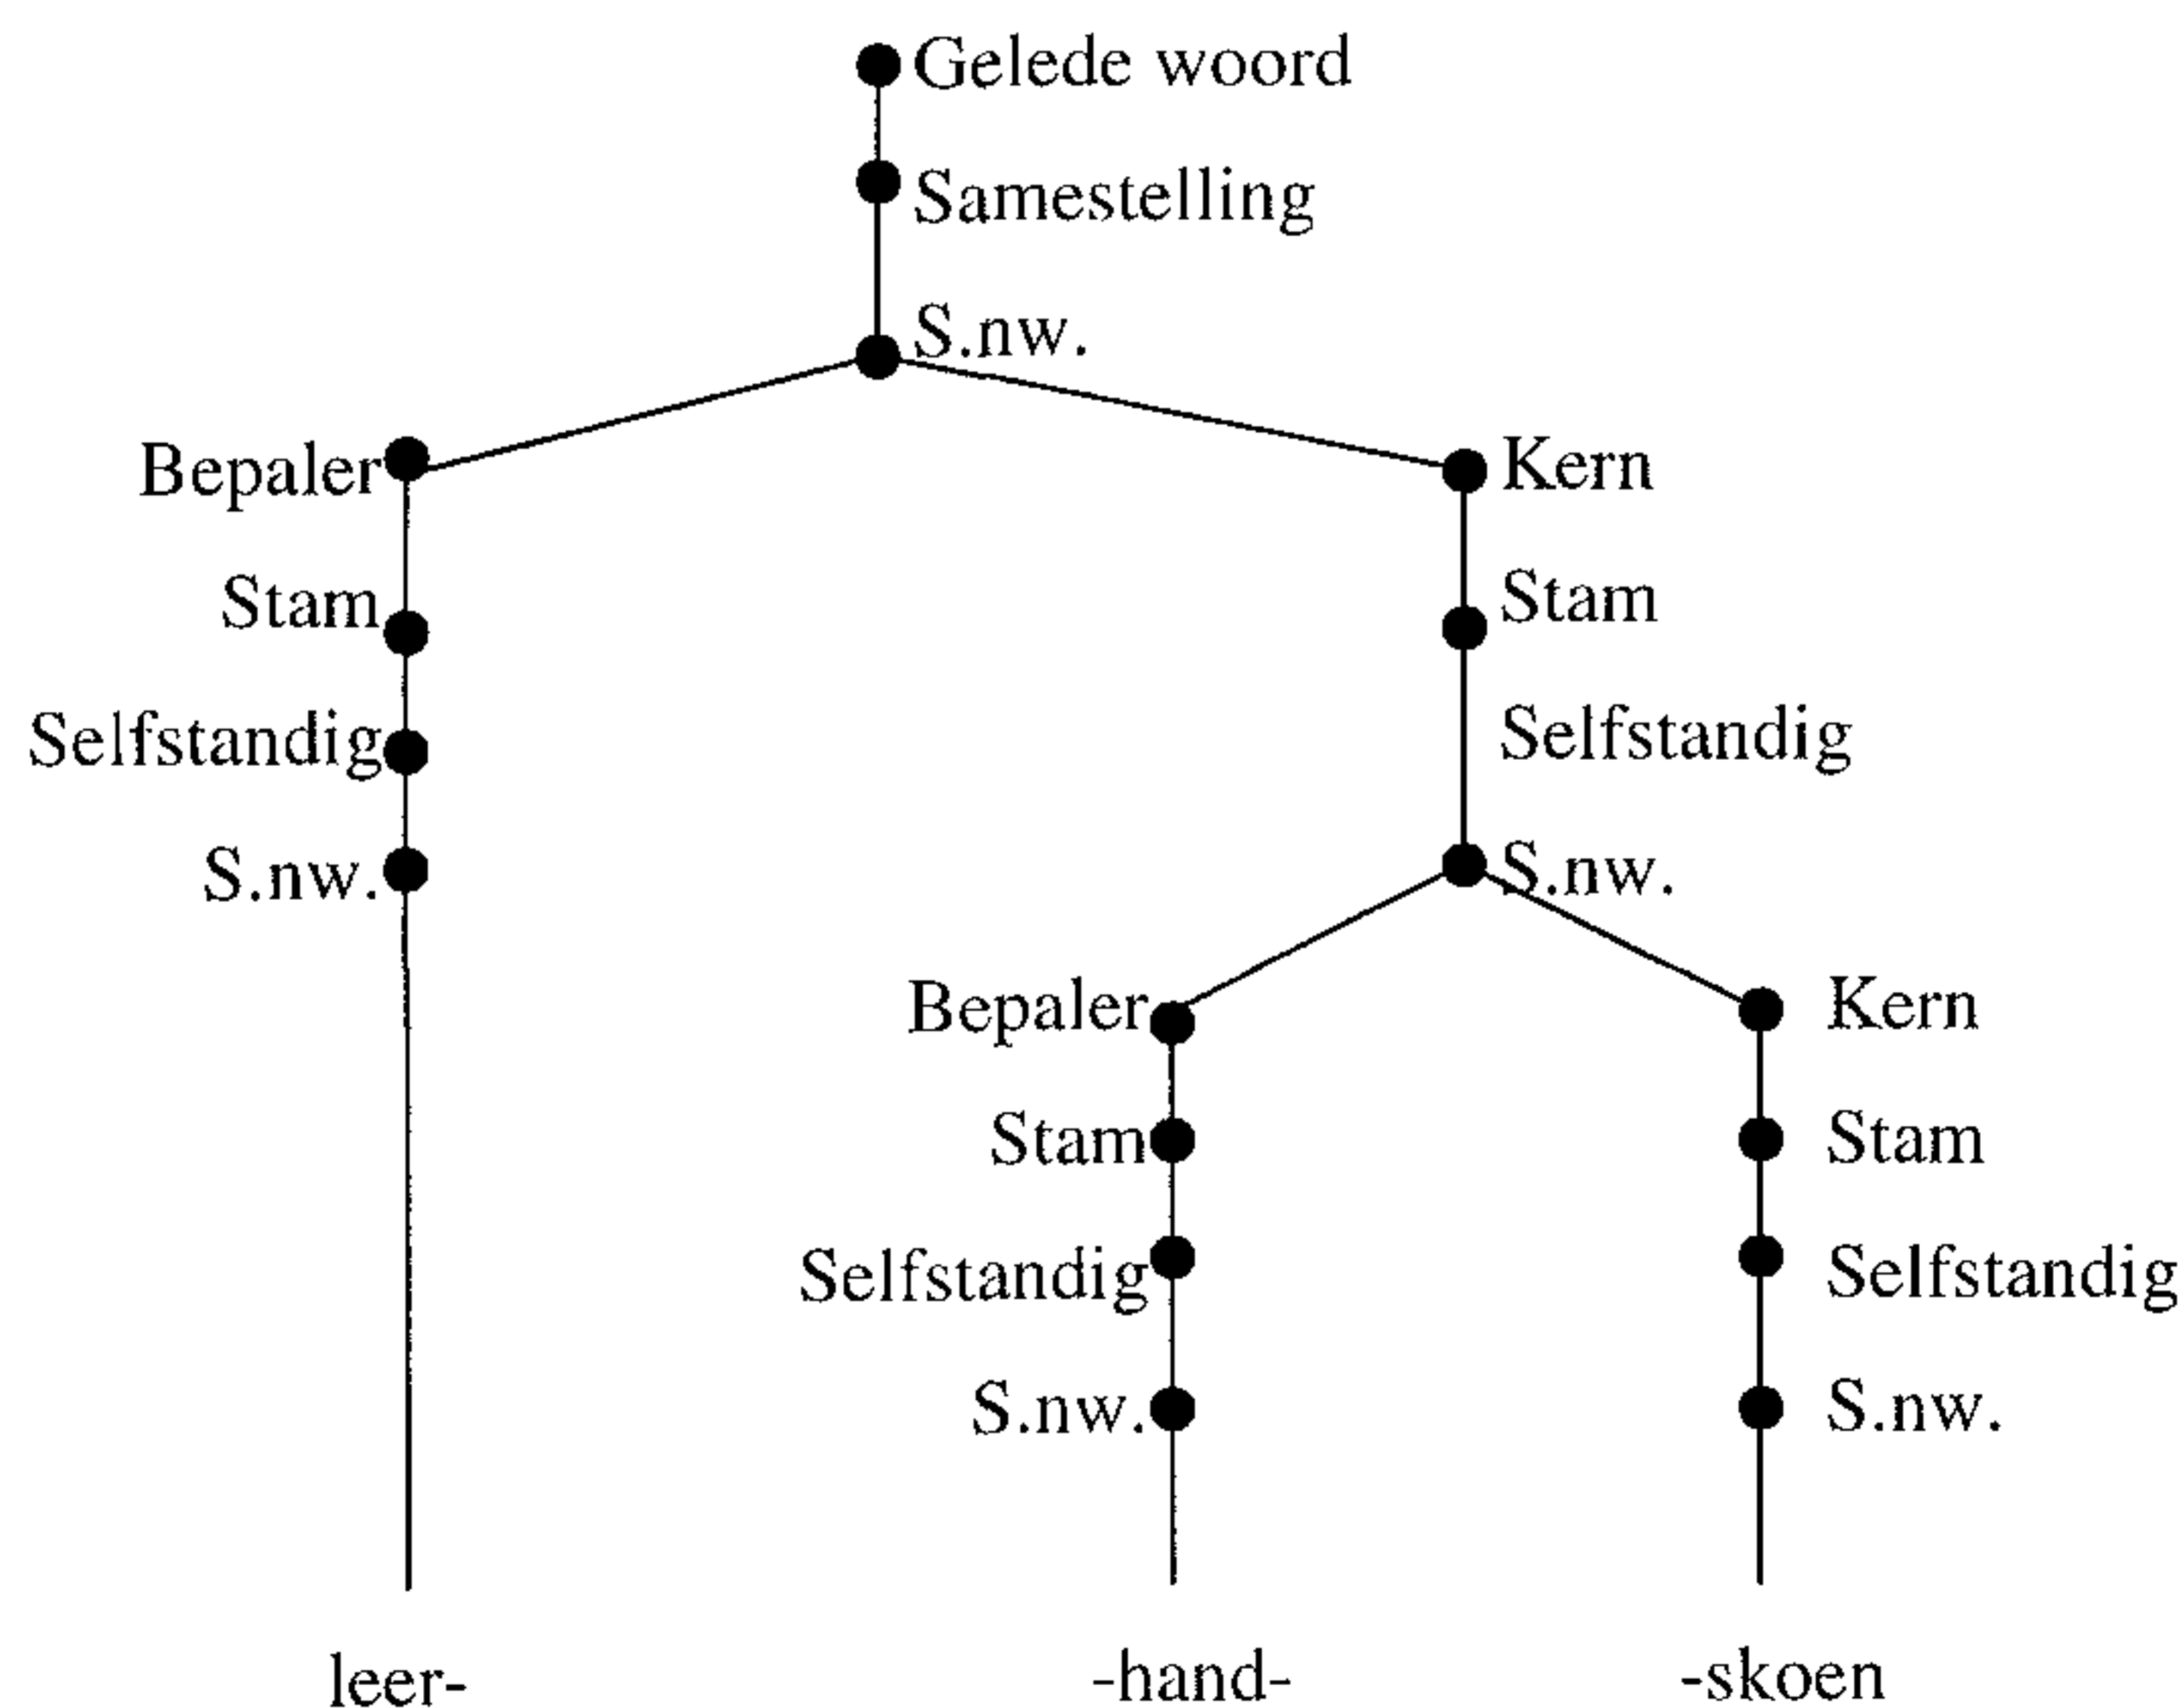 Gelede woord
Samestelling
S.nw.
Bepaler
Kern
Stam
Stam
Selfstandig
Selfstandig
S.nw.
S.nw.
Bepaler
Kern
Stam
Stam
Selfstandig
Selfstandig
S.nw.
S.nw.
leer-
-hand-
-skoen